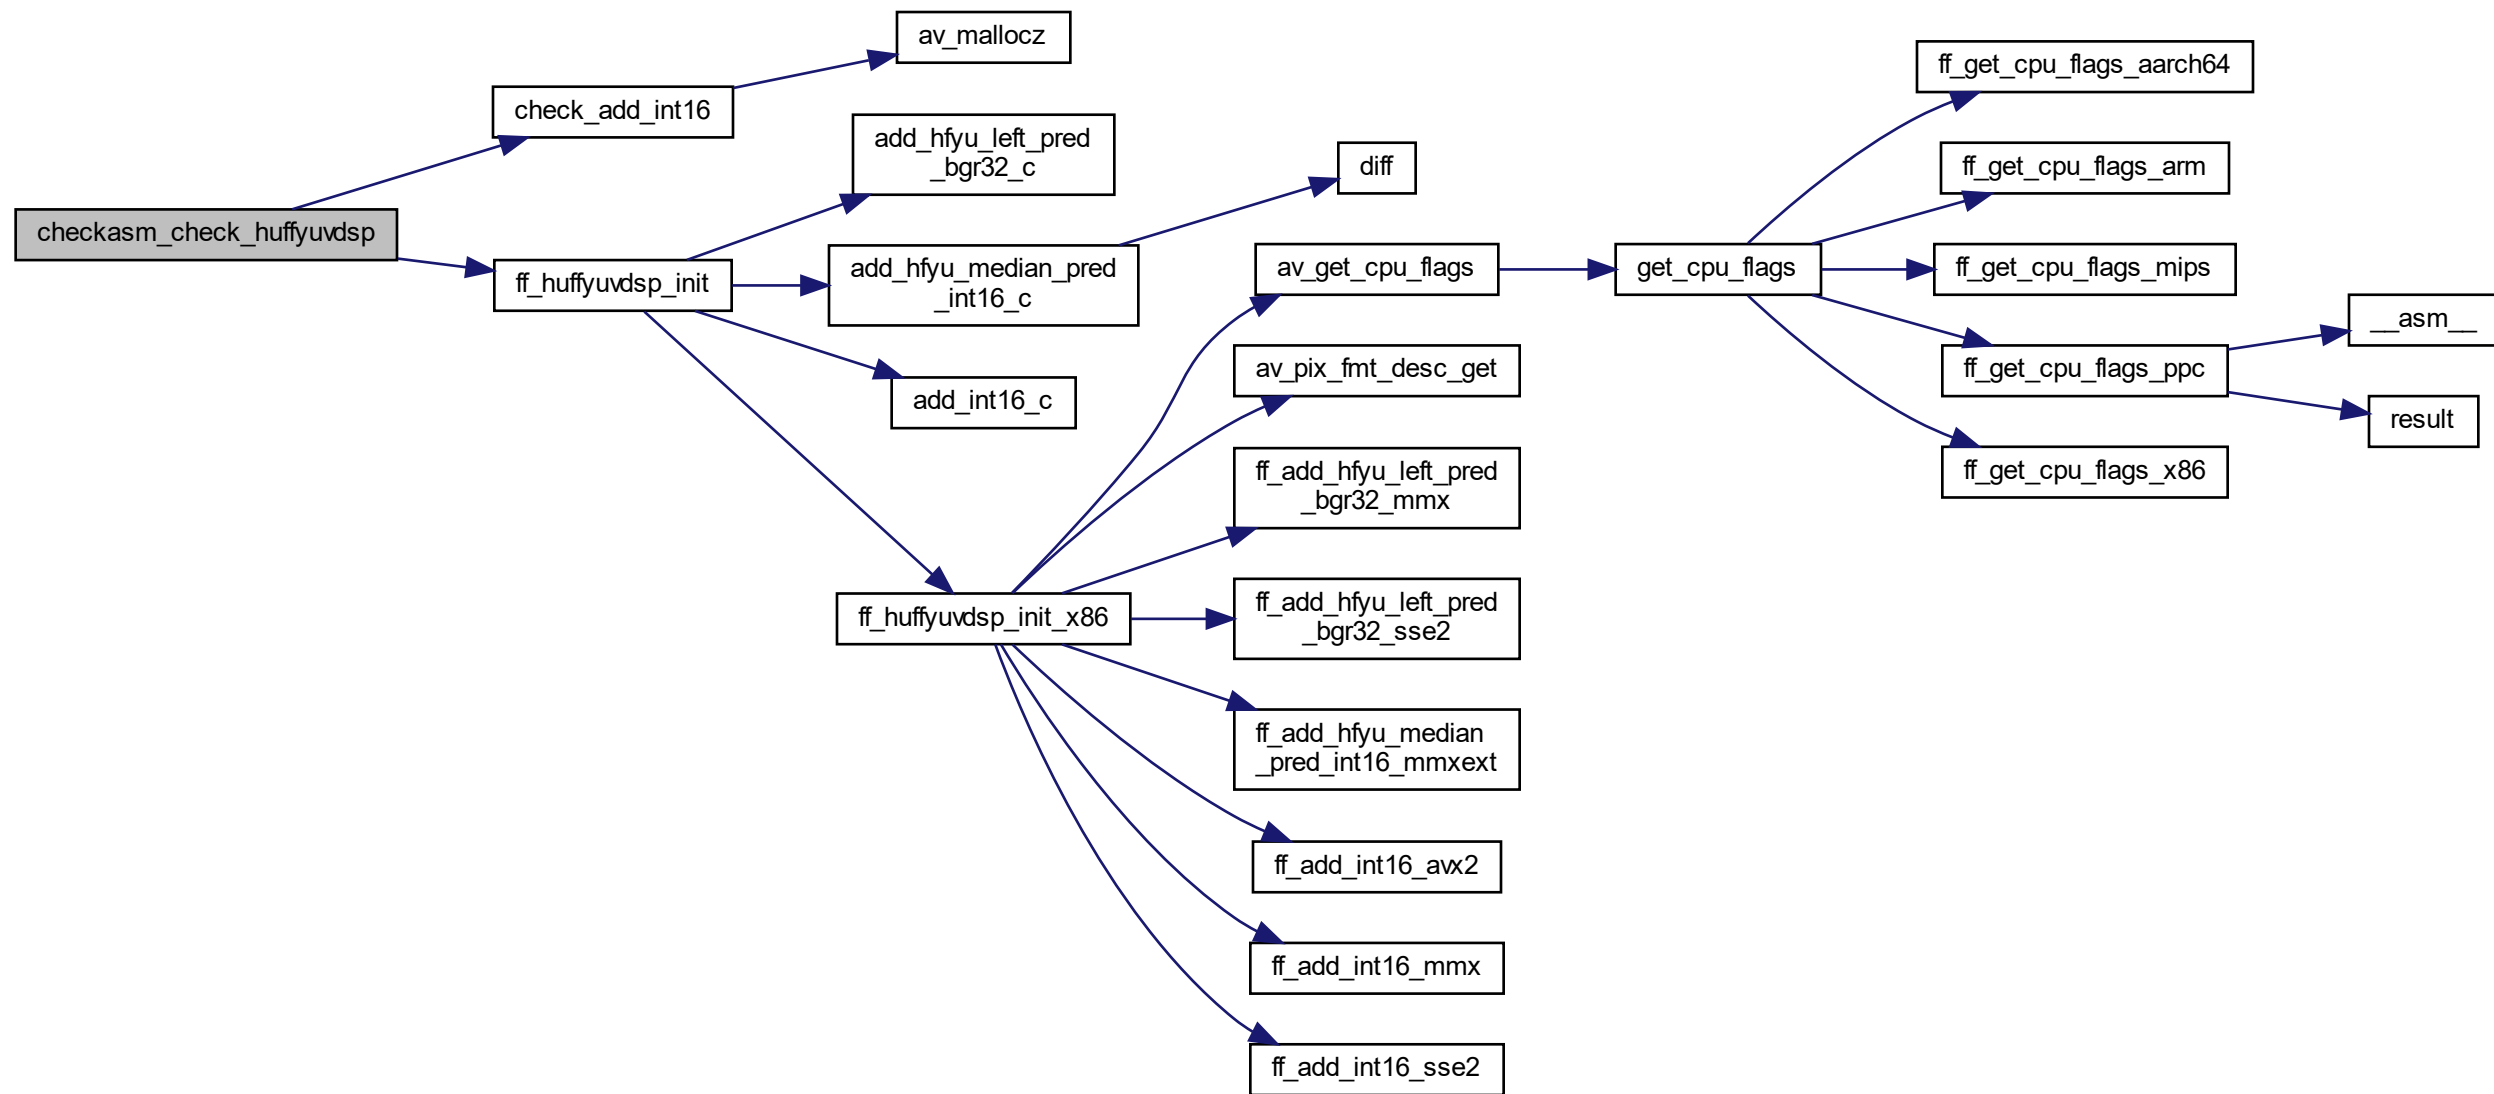 checkasm_check_huffyuvdsp
check_add_int16
av_mallocz
ff_huffyuvdsp_init
add_hfyu_left_pred
_bgr32_c
add_hfyu_median_pred
_int16_c
diff
add_int16_c
ff_huffyuvdsp_init_x86
av_get_cpu_flags
get_cpu_flags
ff_get_cpu_flags_aarch64
ff_get_cpu_flags_arm
ff_get_cpu_flags_mips
ff_get_cpu_flags_ppc
__asm__
result
ff_get_cpu_flags_x86
av_pix_fmt_desc_get
ff_add_hfyu_left_pred
_bgr32_mmx
ff_add_hfyu_left_pred
_bgr32_sse2
ff_add_hfyu_median
_pred_int16_mmxext
ff_add_int16_avx2
ff_add_int16_mmx
ff_add_int16_sse2